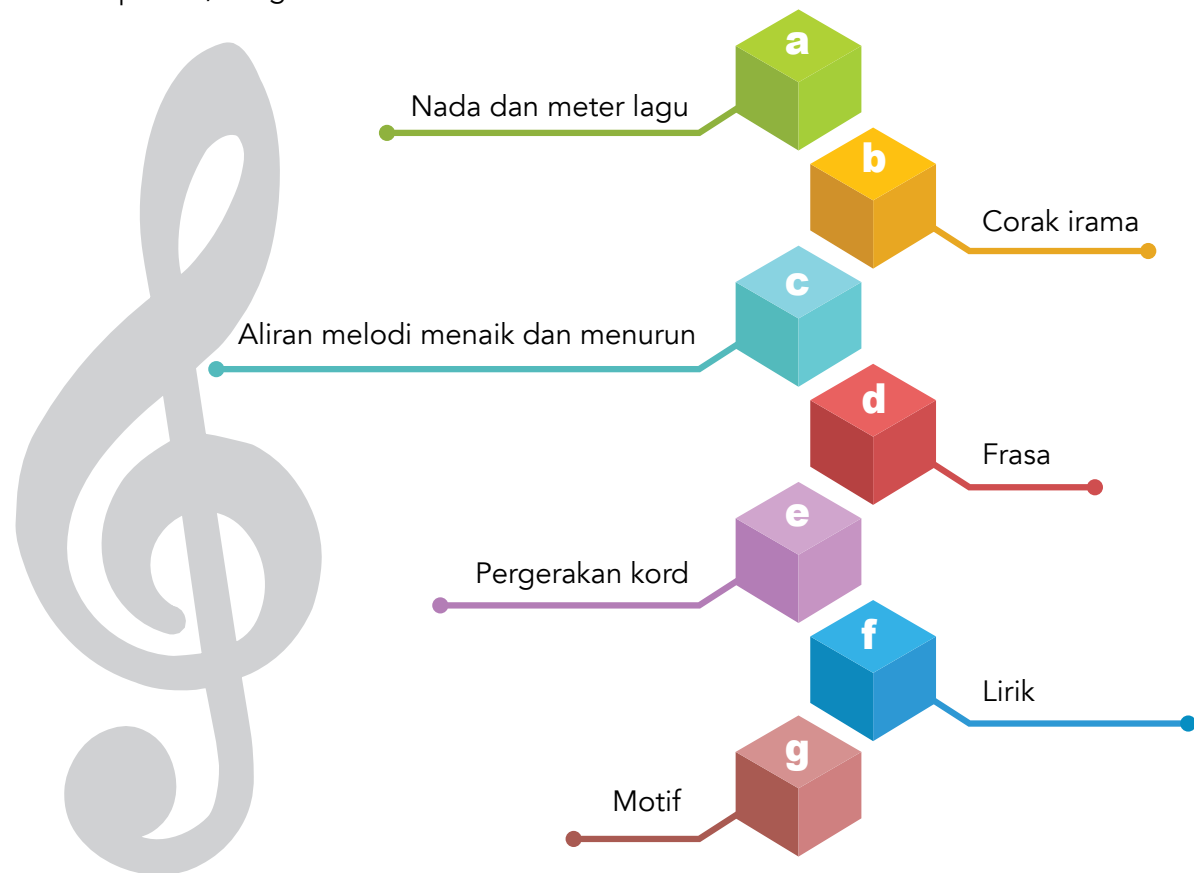 a
Nada dan meter lagu
b
Corak irama
c
Aliran melodi menaik dan menurun
d
Frasa
e
Pergerakan kord
f
Lirik
g
Motif